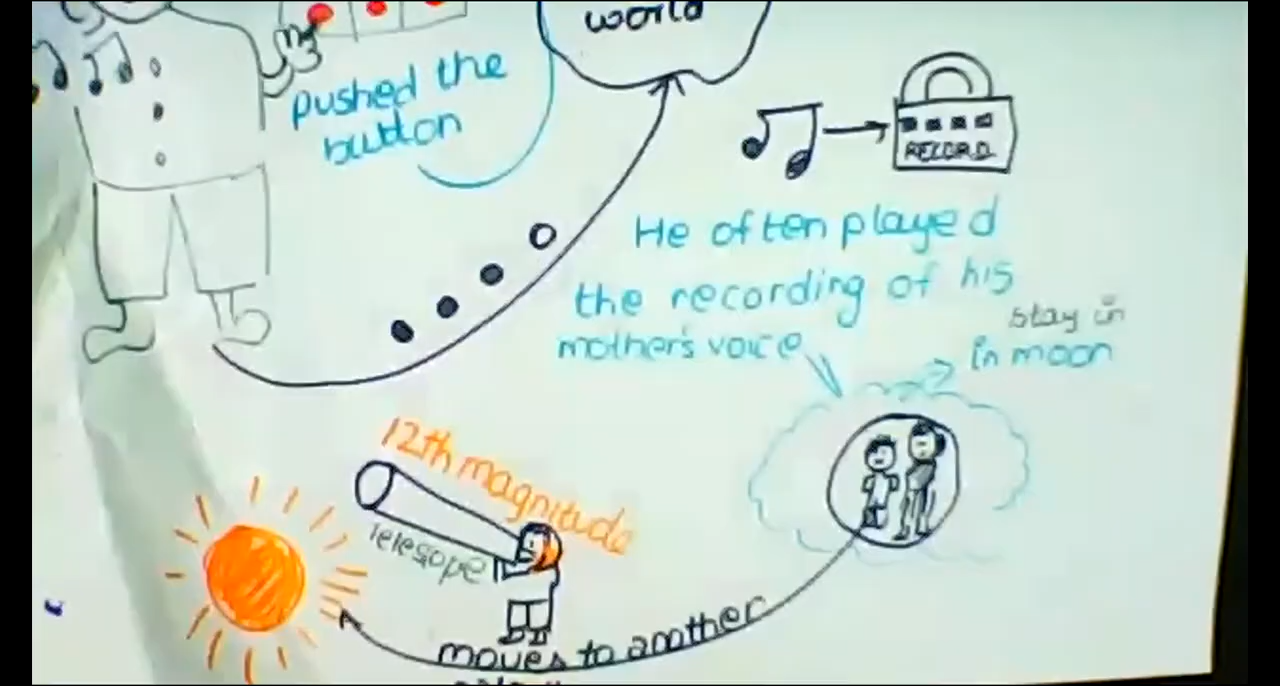 world
pushed the
button
RECORD
He often played
the recording of his
mother's voice
stay in
in moon
12th magnitude
Telescope
moves to another